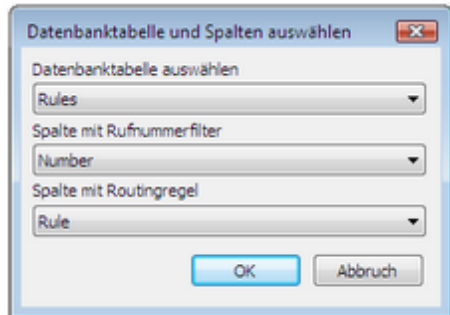 Datenbanktabelle und Spalten auswählen
Datenbanktabelle auswählen
Rules
Spalte mit Rufnummerfilter
Number
Spalte mit Routingregel
Rule
OK
Abbruch